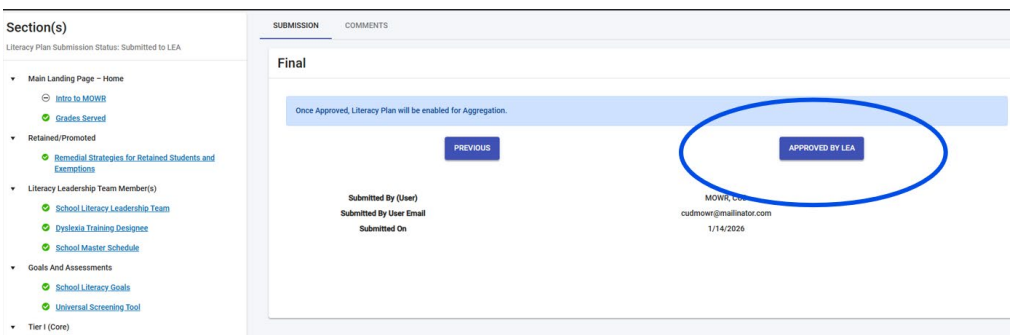 Section(s)
Literacy Plan Submission Status: Submitted to LEA
Main Landing Page – Home
Intro to MOWR
Grades Served
Retained/Promoted
Remedial Strategies for Retained Students and
Exemptions
Literacy Leadership Team Member(s)
School Literacy Leadership Team
Dyslexia Training Designee
School Master Schedule
Goals And Assessments
School Literacy Goals
Universal Screening Tool
Tier I (Core)
SUBMISSION
COMMENTS
Final
Once Approved, Literacy Plan will be enabled for Aggregation.
PREVIOUS
APPROVED BY LEA
Submitted By (User)
MOWR,
Submitted By User Email
cudmowr@mailinator.com
Submitted On
1/14/2026